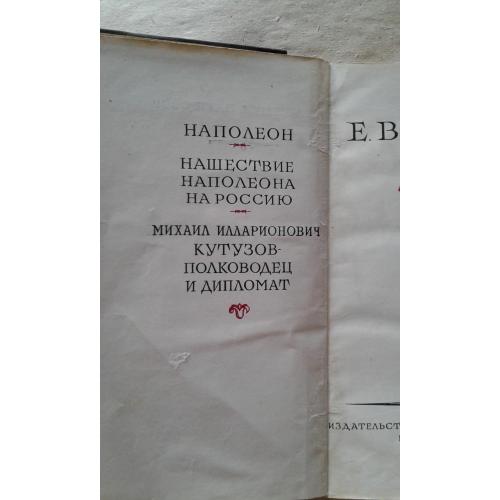 НАПОЛЕОН
НАШЕСТВИЕ
НАПОЛЕОНА
НА РОССИЮ
МИХАИЛ ИЛЛАРИОНОВИЧ
КУТУЗОВ-
ПОЛКОВОДЕЦ
И ДИПЛОМАТ
Е. В
ИЗДАТЕЛЬСТ